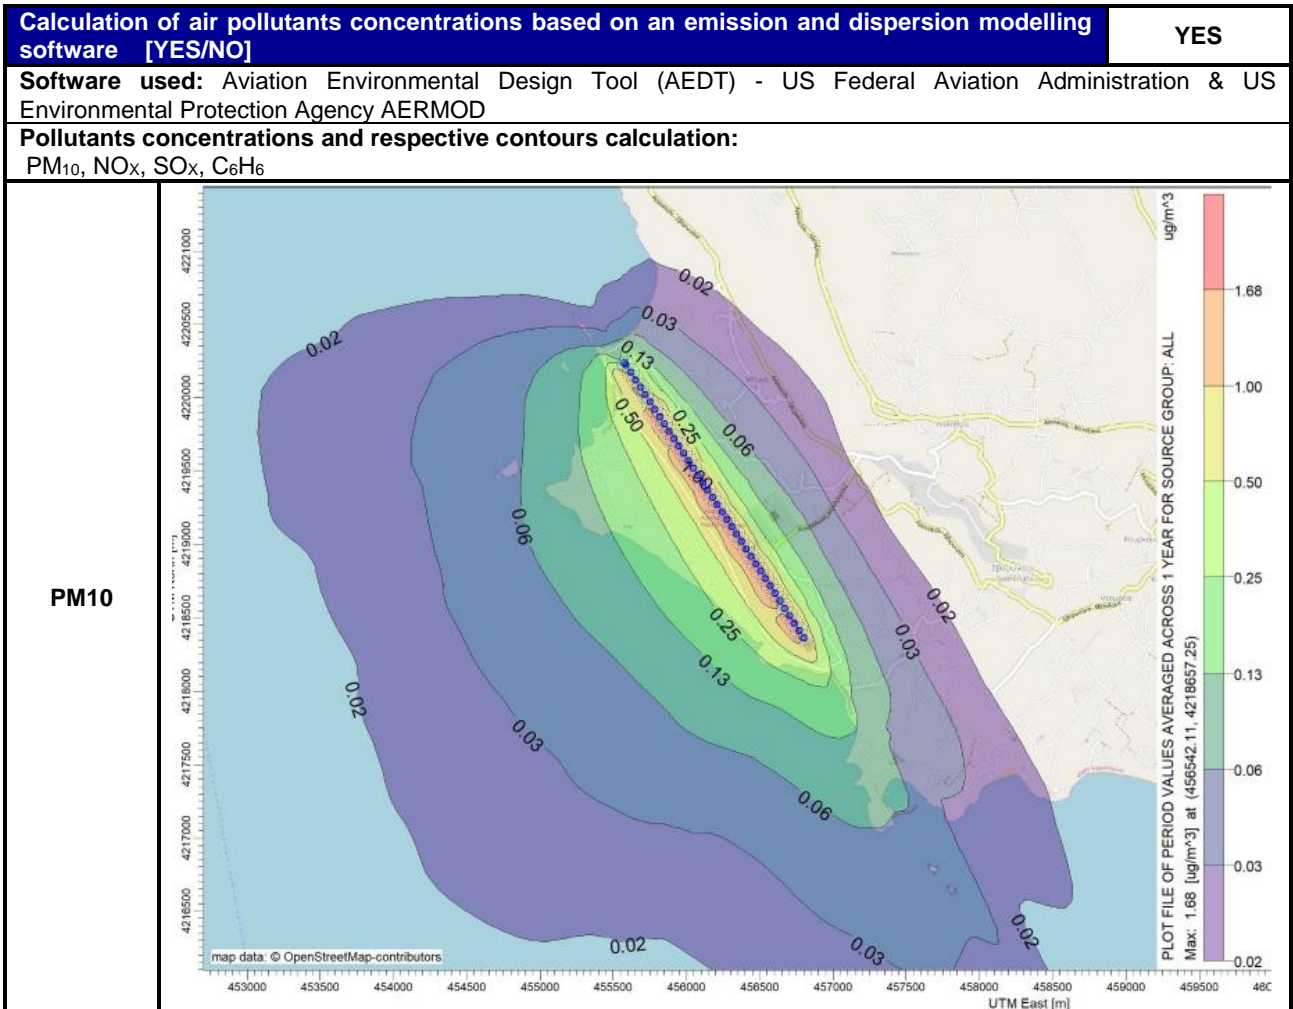 Calculation of air pollutants concentrations based on an emission and dispersion modelling
software [YES/NO]
YES
Software used: Aviation Environmental Design Tool (AEDT) - US Federal Aviation Administration & US
Environmental Protection Agency AERMOD
Pollutants concentrations and respective contours calculation:
PM10, NOX, SOX, C6H6
PM10
4221000
4220500
4220000
4219500
4219000
4218500
4218000
4217500
4217000
4216500
0.02
0.02
0.03
0.13
0.50
0.25
0.06
1.00
0.06
0.25
0.13
0.02
0.03
0.02
0.03
0.06
0.02
0.03
0.02
map data: © OpenStreetMap-contributors
453000 453500 454000 454500 455000 455500 456000 456500 457000 457500 458000 458500 459000 459500
UTM East [m]
PLOT FILE OF PERIOD VALUES AVERAGED ACROSS 1 YEAR FOR SOURCE GROUP: ALL
ug/m^3
Max: 1.68 [ug/m^3] at (456542.11, 4218657.25)
1.68
1.00
0.50
0.25
0.13
0.06
0.03
0.02